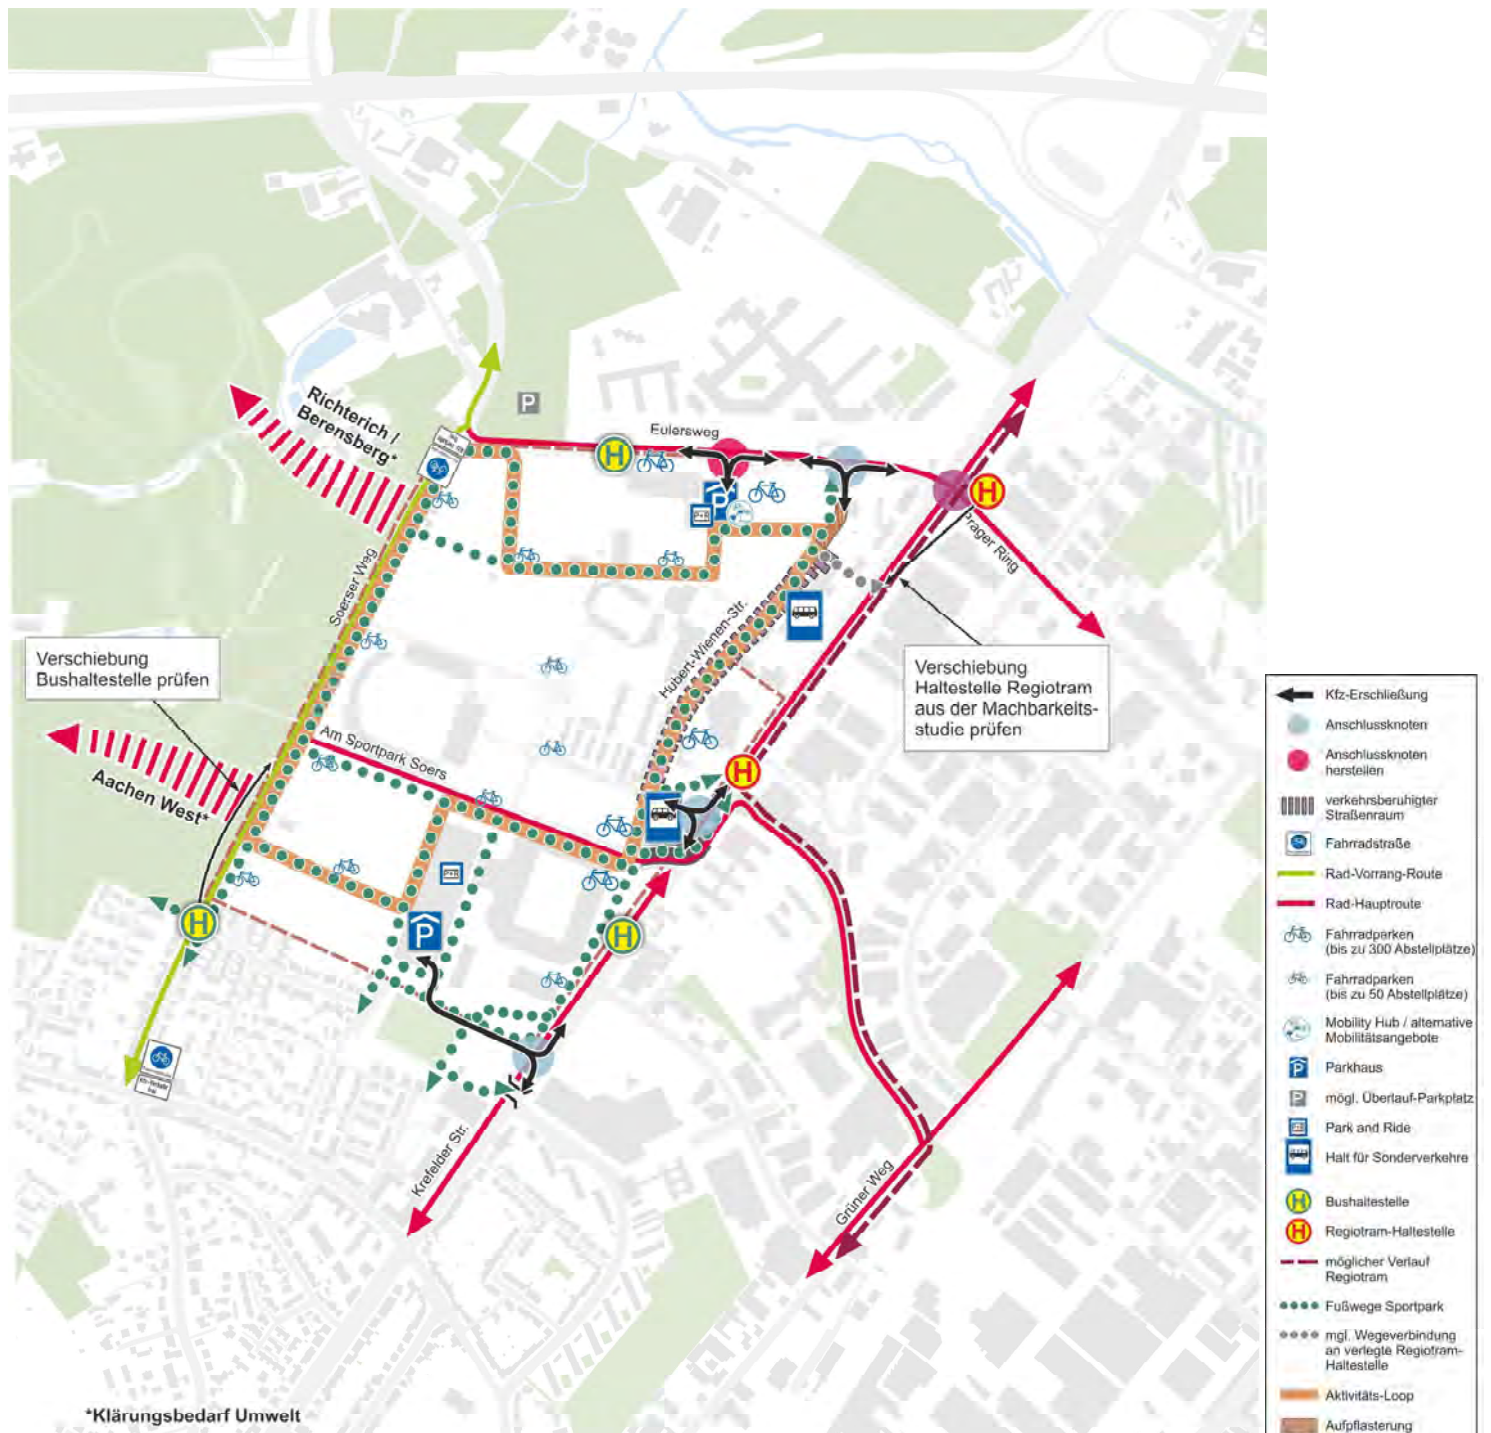 Richterich /
Berensberg*
P
Eulersweg
H
H
P
P+R
Prager Ring
Soerser Weg
Hubert-Wienen-Str.
Verschiebung
Bushaltestelle prüfen
Verschiebung
Haltestelle Regiotram
aus der Machbarkeits-
studie prüfen
Am Sportpark Soers
H
Aachen West*
P+R
P
H
H
Krefelder Str.
Grüner Weg
*Klärungsbedarf Umwelt
Kfz-Erschließung
Anschlussknoten
Anschlussknoten
herstellen
verkehrsberuhigter
Straßenraum
Fahrradstraße
Rad-Vorrang-Route
Rad-Hauptroute
Fahrradparken
(bis zu 300 Abstellplätze)
Fahrradparken
(bis zu 50 Abstellplätze)
Mobility Hub / alternative
Mobilitätsangebote
P
Parkhaus
P
mögl. Überlauf-Parkplatz
Park and Ride
Halt für Sonderverkehre
H
Bushaltestelle
H
Regiotram-Haltestelle
möglicher Verlauf
Regiotram
Fußwege Sportpark
mgl. Wegeverbindung
an verlegte Regiotram-
Haltestelle
Aktivitäts-Loop
Aufpflasterung